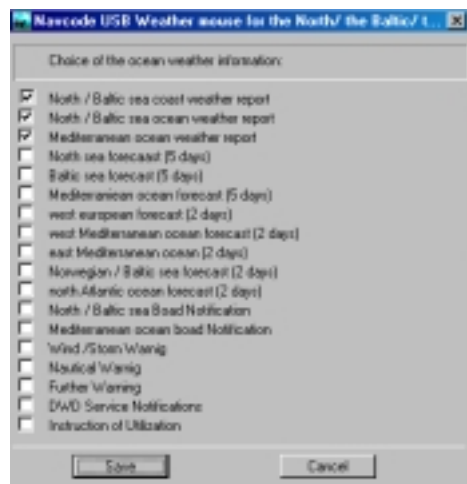 Navcode USB Weather mouse for the North/ the Baltic/ t...
Choice of the ocean weather information:
North / Baltic sea coast weather report
North / Baltic sea ocean weather report
Mediterranean ocean weather report
North sea forecaast (5 days)
Baltic sea forecast (5 days)
Mediterraniean ocean forecast (5 days)
west european forecast (2 days)
west Mediterranean ocean forecast (2 days)
east Mediterranean ocean (2 days)
Norwegian / Baltic sea forecast (2 days)
north Atlantic ocean forecast (2 days)
North / Baltic sea Boad Notification
Mediterranean ocean boad Notification
Wind /Storn Warnig
Nautical Warnig
Further Warning
DWD Service Notifications
Instruction of Utilization
Save
Cancel